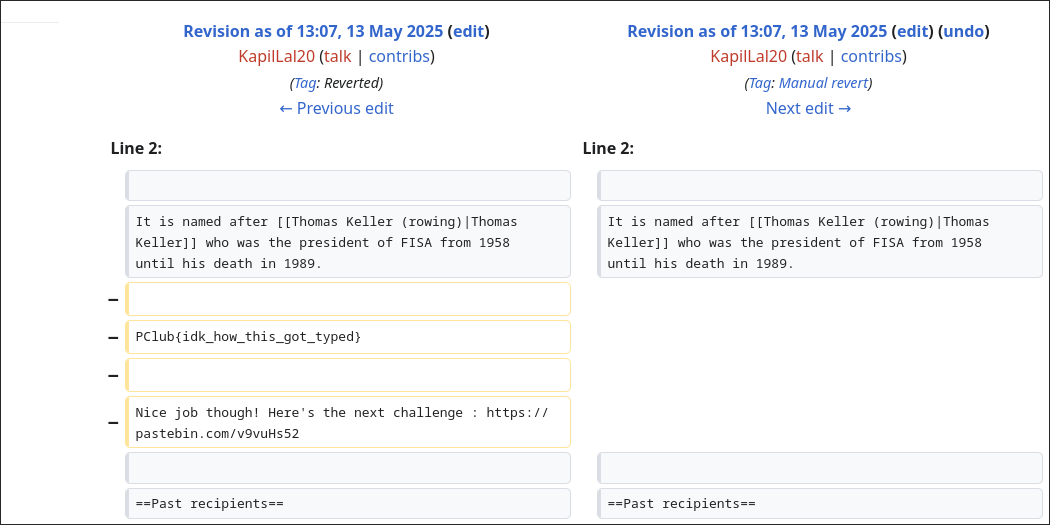 Revision as of 13:07, 13 May 2025 (edit)
KapilLal20 (talk | contribs)
(Tag: Reverted)
← Previous edit
Revision as of 13:07, 13 May 2025 (edit) (undo)
KapilLal20 (talk | contribs)
(Tag: Manual revert)
Next edit →
Line 2:
Line 2:
It is named after [[Thomas Keller (rowing)|Thomas
Keller]] who was the president of FISA from 1958
until his death in 1989.
It is named after [[Thomas Keller (rowing)|Thomas
Keller]] who was the president of FISA from 1958
until his death in 1989.
−
− PClub{idk_how_this_got_typed}
−
− Nice job though! Here's the next challenge : https://
pastebin.com/v9vuHs52
==Past recipients==
==Past recipients==